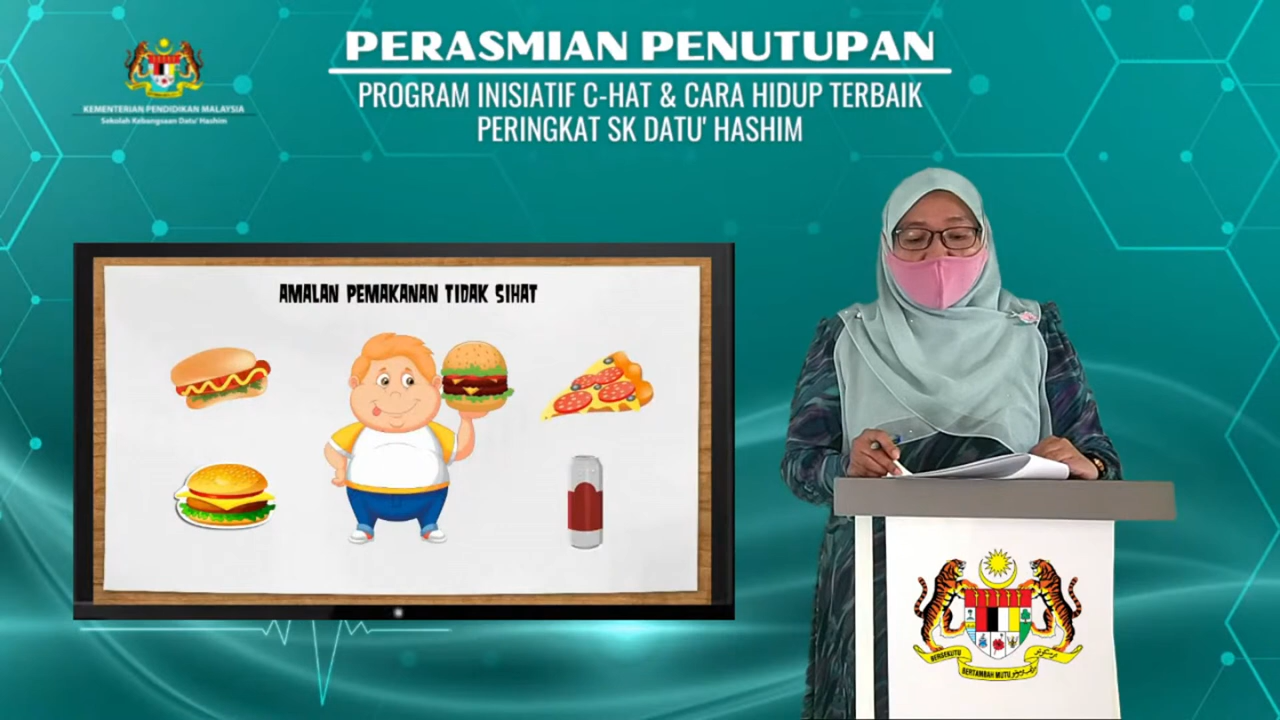 PERASMIAN PENUTUPAN
PROGRAM INISIATIF C-HAT & CARA HIDUP TERBAIK
PERINGKAT SK DATU' HASHIM
KEMENTERIAN PENDIDIKAN MALAYSIA
Sekolah Kebangsaan Datu' Hashim
AMALAN PEMAKANAN TIDAK SIHAT
BERSEKUTU
BERTAMBAH MUTU